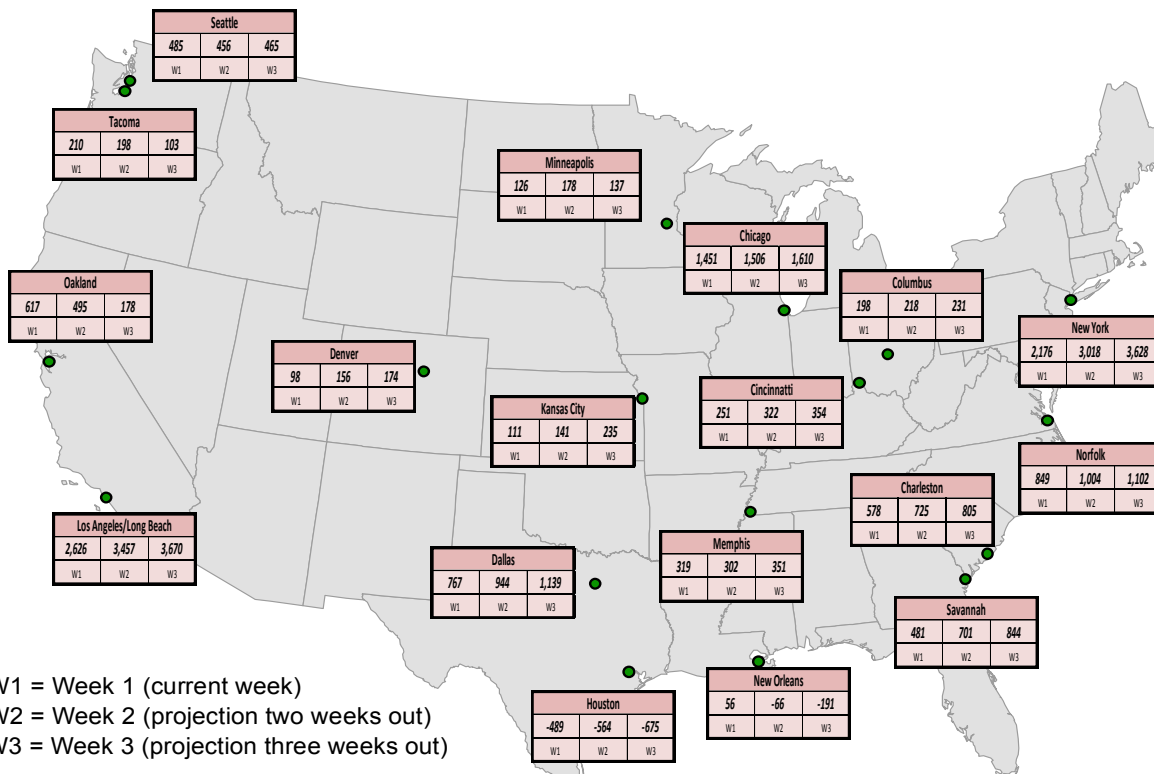 Seattle
485 456 465
W1 W2 W3
Tacoma
210 198 103
W1 W2 W3
Minneapolis
126 178 137
W1 W2 W3
Chicago
1,451 1,506 1,610
W1 W2 W3
Oakland
617 495 178
W1 W2 W3
Columbus
198 218 231
W1 W2 W3
New York
2,176 3,018 3,628
W1 W2 W3
Denver
98 156 174
W1 W2 W3
Cincinnatti
251 322 354
W1 W2 W3
Kansas City
111 141 235
W1 W2 W3
Norfolk
849 1,004 1,102
W1 W2 W3
Charleston
578 725 805
W1 W2 W3
Los Angeles/Long Beach
2,626 3,457 3,670
W1 W2 W3
Memphis
319 302 351
W1 W2 W3
Dallas
767 944 1,139
W1 W2 W3
Savannah
481 701 844
W1 W2 W3
New Orleans
56 -66 -191
W1 W2 W3
Houston
-489 -564 -675
W1 W2 W3
W1 = Week 1 (current week)
W2 = Week 2 (projection two weeks out)
W3 = Week 3 (projection three weeks out)